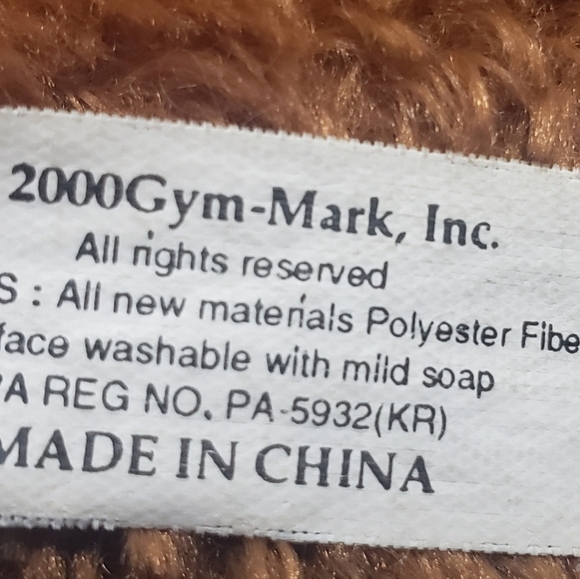 2000Gym-Mark, Inc.
All rights reserved
S : All new materials Polyester Fibe
face washable with mild soap
'A REG NO. PA-5932(KR)
MADE IN CHINA